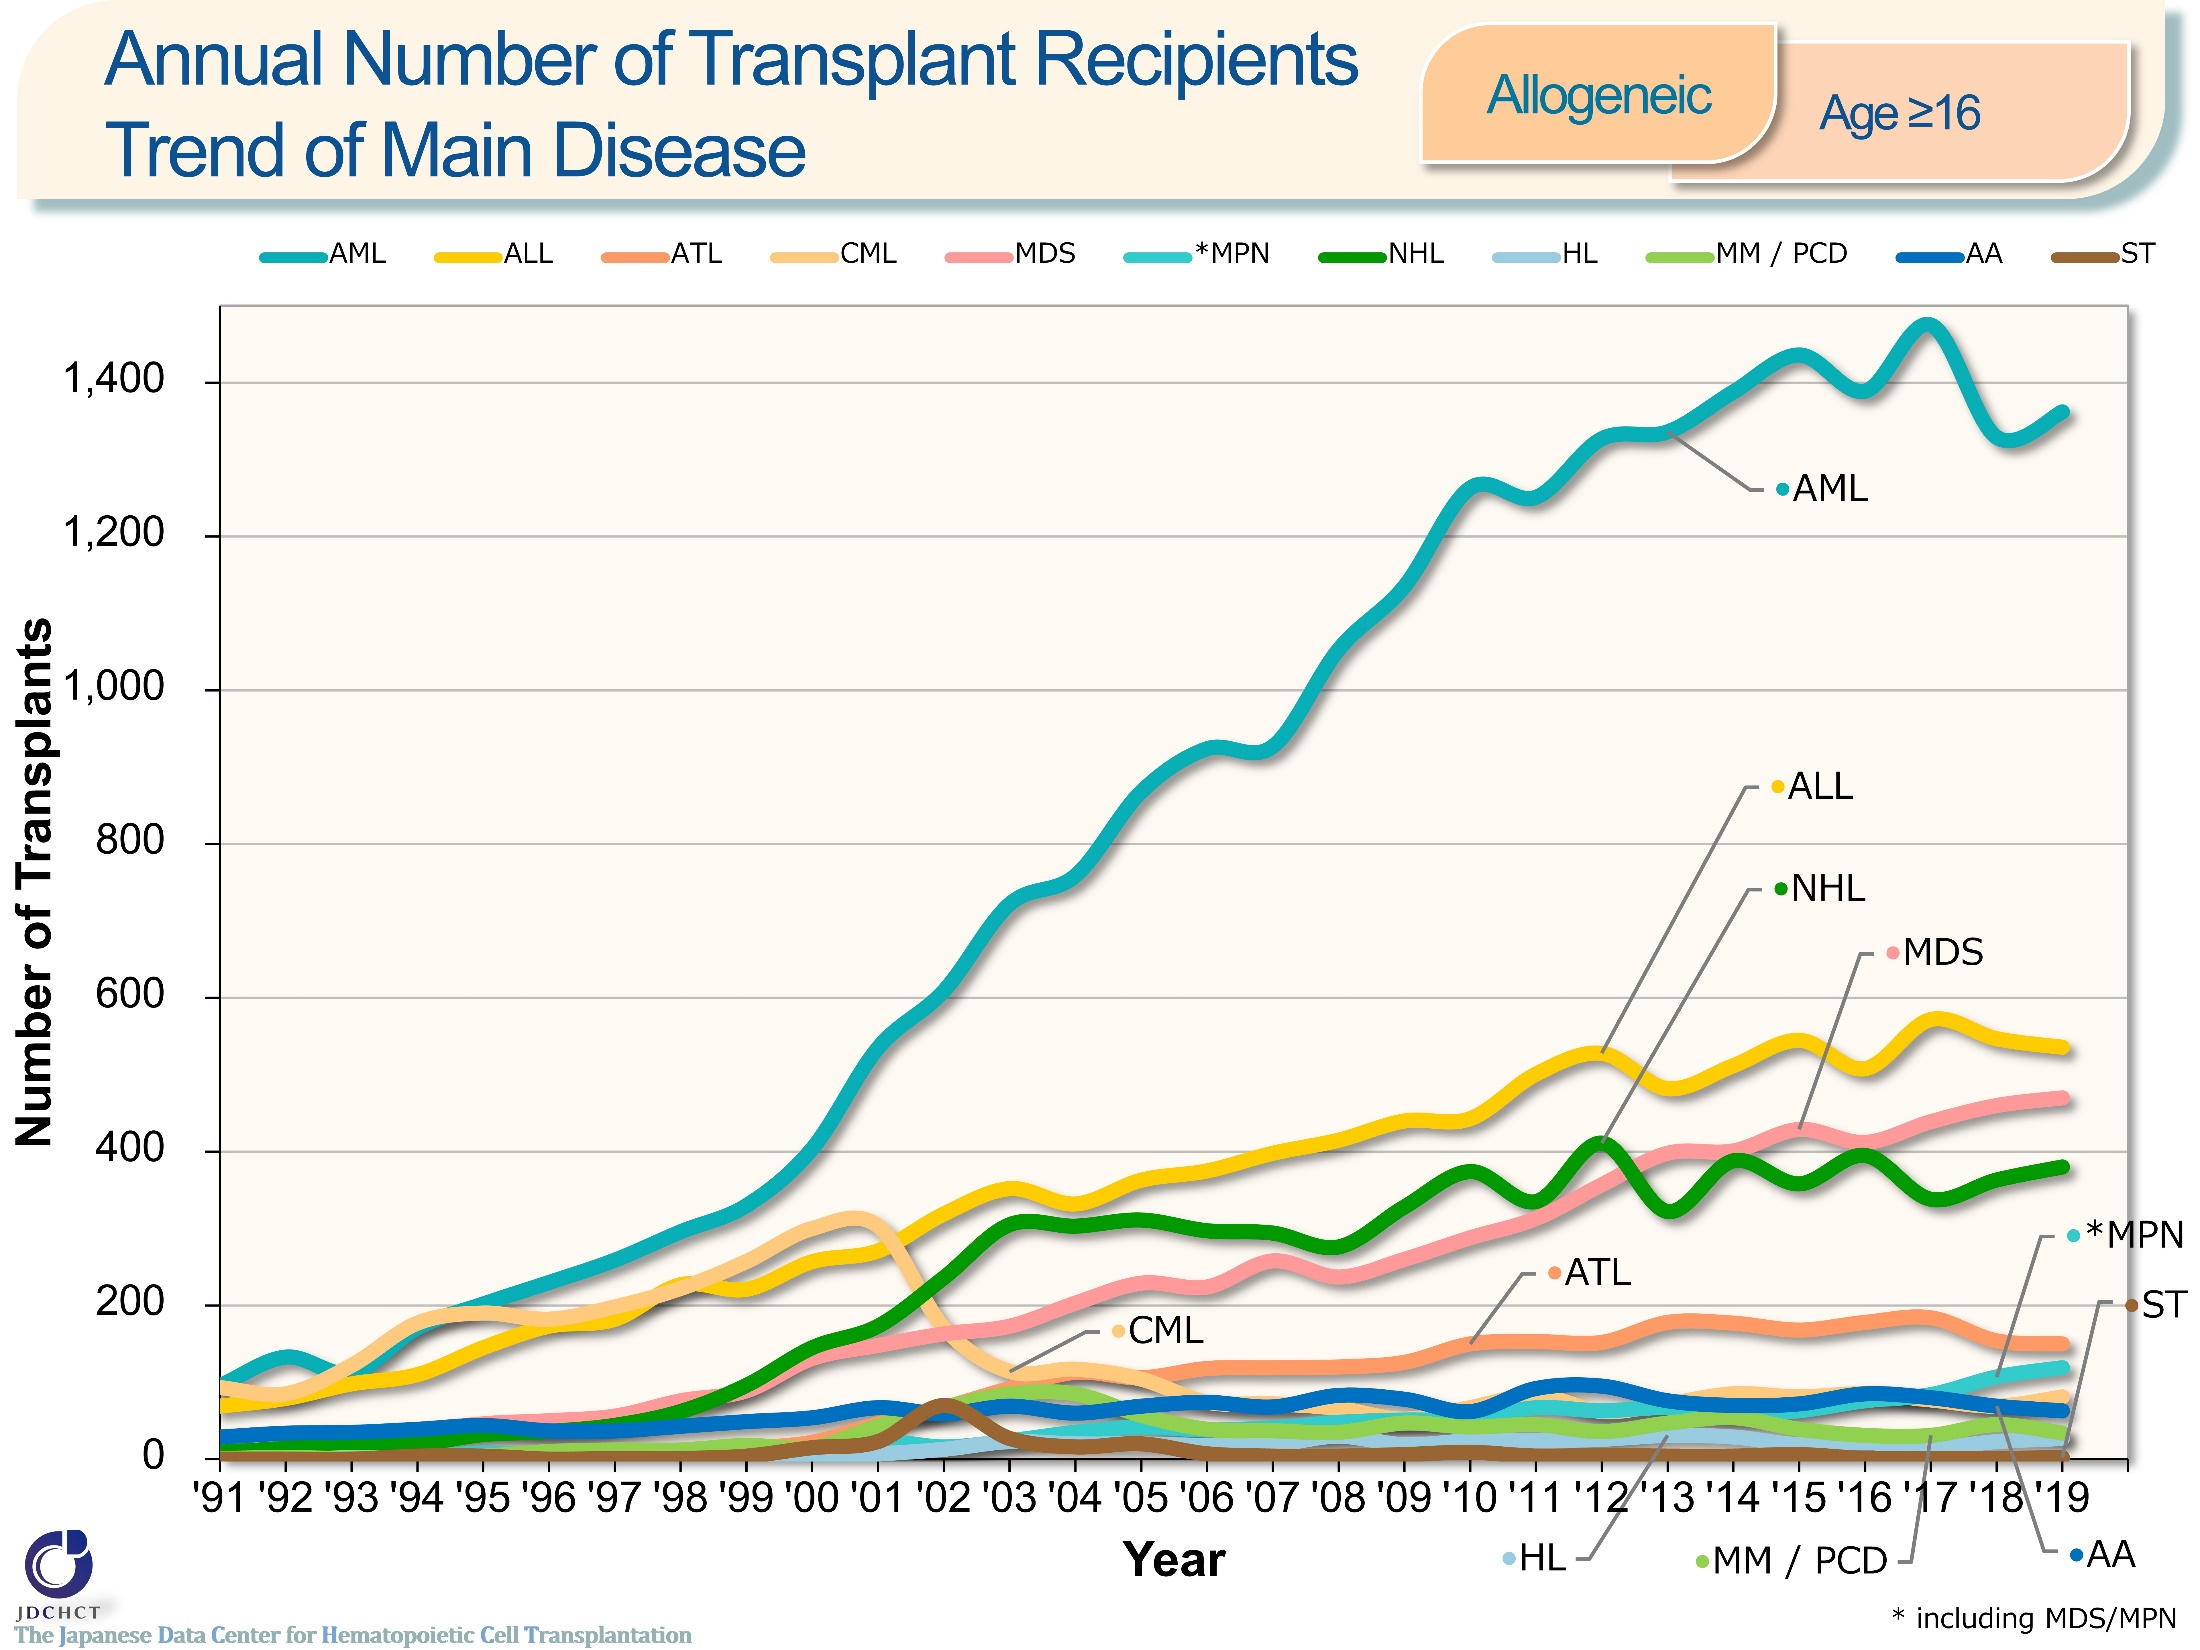 Annual Number of Transplant Recipients
Trend of Main Disease
Allogeneic
Age ≥16
AML ALL ATL CML MDS *MPN NHL HL MM / PCD AA ST
Number of Transplants
1,400
1,200
1,000
800
600
400
200
0
AML
ALL
NHL
MDS
*MPN
ATL
ST
CML
'91 '92 '93 '94 '95 '96 '97 '98 '99 '00 '01 '02 '03 '04 '05 '06 '07 '08 '09 '10 '11 '12 '13 '14 '15 '16 '17 '18 '19
Year
HL
MM / PCD
AA
JDCHCT
* including MDS/MPN
The Japanese Data Center for Hematopoietic Cell Transplantation